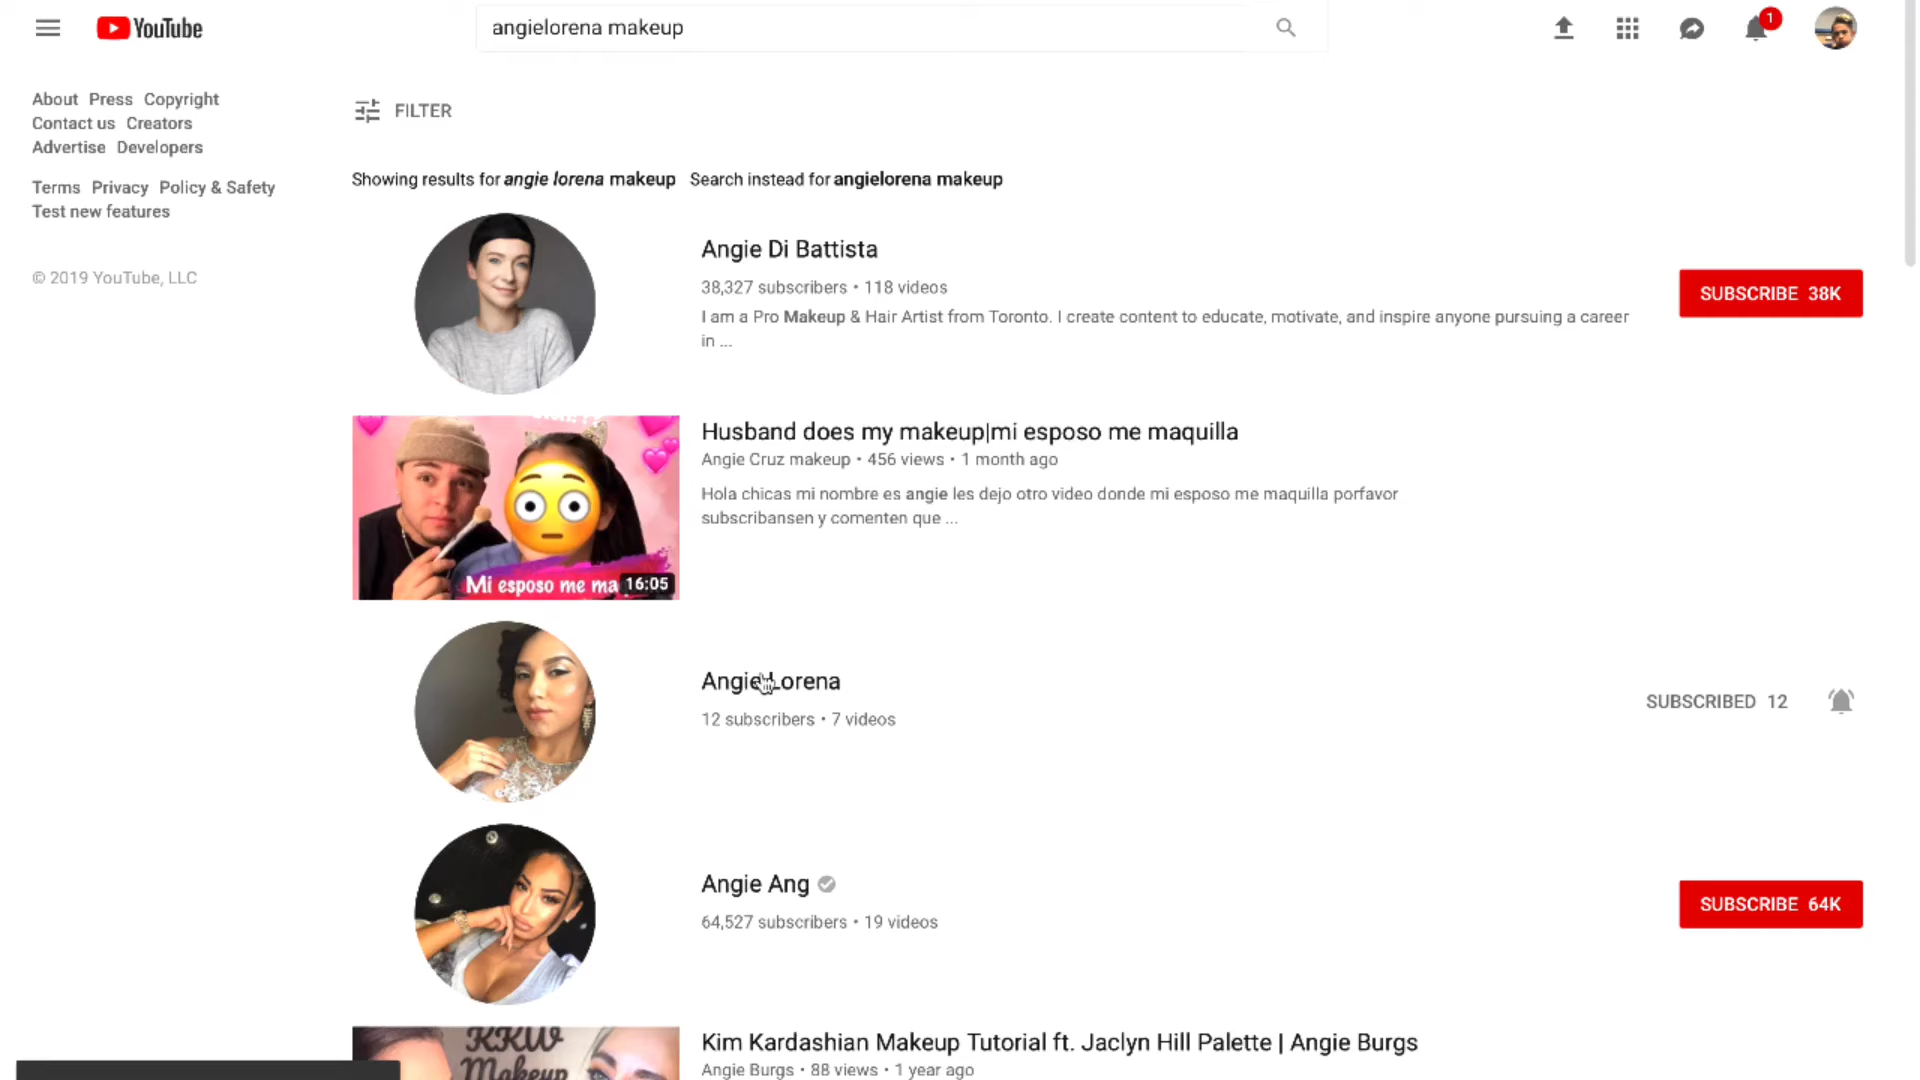 YouTube
angielorena makeup
1
About Press Copyright
Contact us Creators
Advertise Developers
Terms Privacy Policy & Safety
Test new features
© 2019 YouTube, LLC
FILTER
Showing results for angie lorena makeup Search instead for angielorena makeup
Angie Di Battista
38,327 subscribers • 118 videos
I am a Pro Makeup & Hair Artist from Toronto. I create content to educate, motivate, and inspire anyone pursuing a career
in ...
SUBSCRIBE 38K
Mi esposo me ma
16:05
Husband does my makeup|mi esposo me maquilla
Angie Cruz makeup • 456 views • 1 month ago
Hola chicas mi nombre es angie les dejo otro video donde mi esposo me maquilla porfavor
subscribansen y comenten que ...
Angie Lorena
12 subscribers • 7 videos
SUBSCRIBED 12
Angie Ang
64,527 subscribers • 19 videos
SUBSCRIBE 64K
KKW
Makeup
Kim Kardashian Makeup Tutorial ft. Jaclyn Hill Palette | Angie Burgs
Angie Burgs • 88 views • 1 year ago